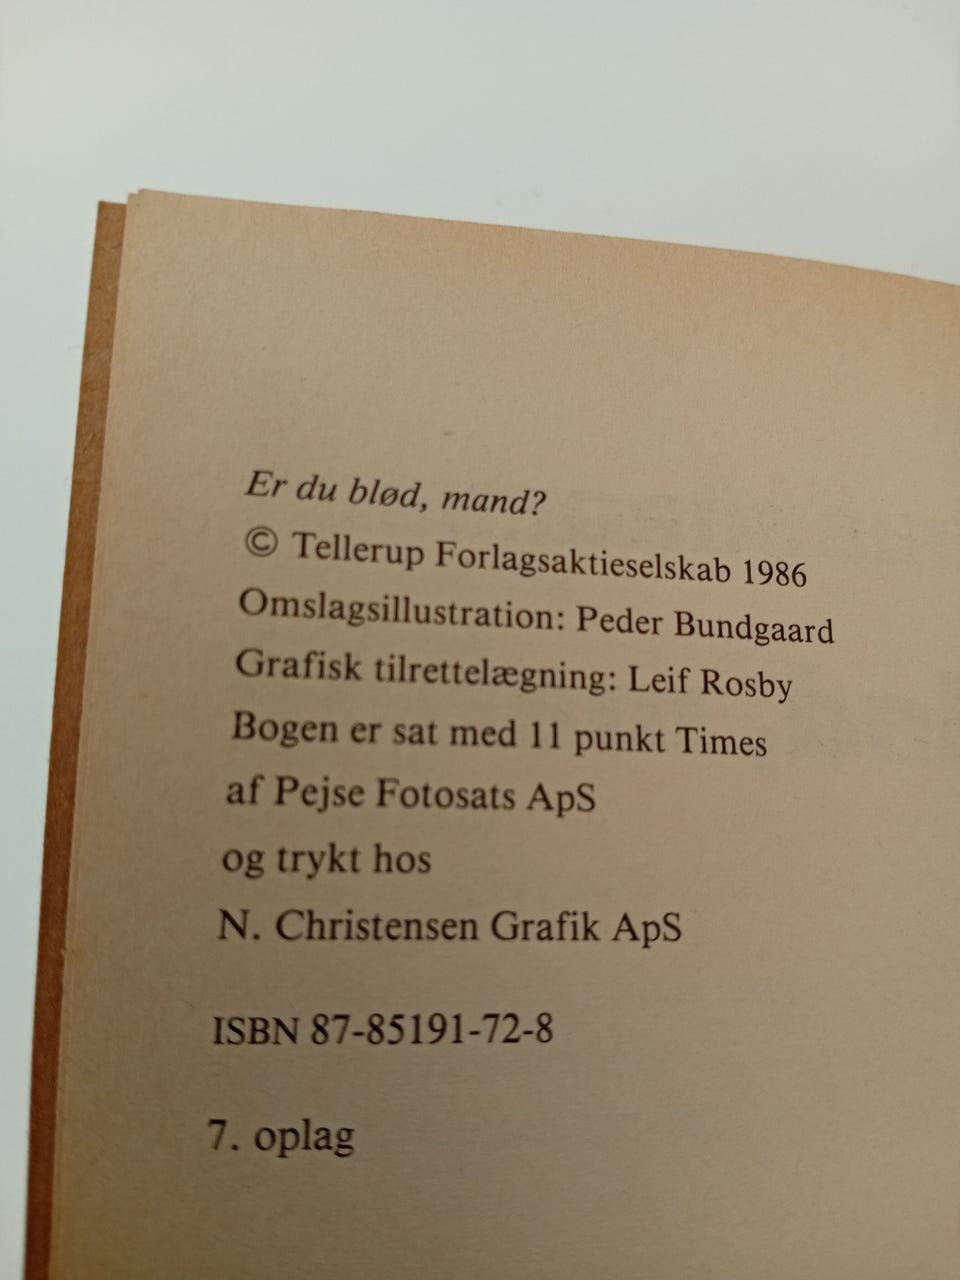 Er du blød, mand?
© Tellerup Forlagsaktieselskab 1986
Omslagsillustration: Peder Bundgaard
Grafisk tilrettelægning: Leif Rosby
Bogen er sat med 11 punkt Times
af Pejse Fotosats ApS
og trykt hos
N. Christensen Grafik ApS
ISBN 87-85191-72-8
7. oplag